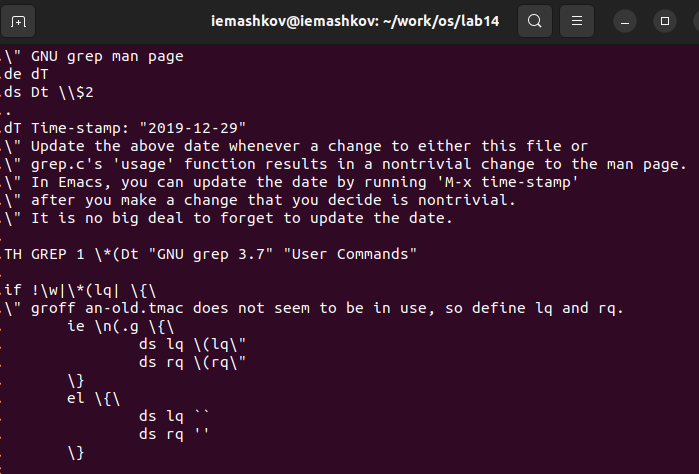 iemashkov@iemashkov: ~/work/os/lab14
.\" GNU grep man page
.de dT
.ds Dt \\$2
..
.dT Time-stamp: "2019-12-29"
.\" Update the above date whenever a change to either this file or
.\" grep.c's 'usage' function results in a nontrivial change to the man page.
.\" In Emacs, you can update the date by running 'M-x time-stamp'
.\" after you make a change that you decide is nontrivial.
.\" It is no big deal to forget to update the date.
.
.TH GREP 1 \*(Dt "GNU grep 3.7" "User Commands"
.
.if !\w|\*(lq| \{\
.\" groff an-old.tmac does not seem to be in use, so define lq and rq.
.	ie \n(.g \{\
.		ds lq \(lq\"
.		ds rq \(rq\"
.	\}
.	el \{\
.		ds lq ``
.		ds rq ''
.	\}
: